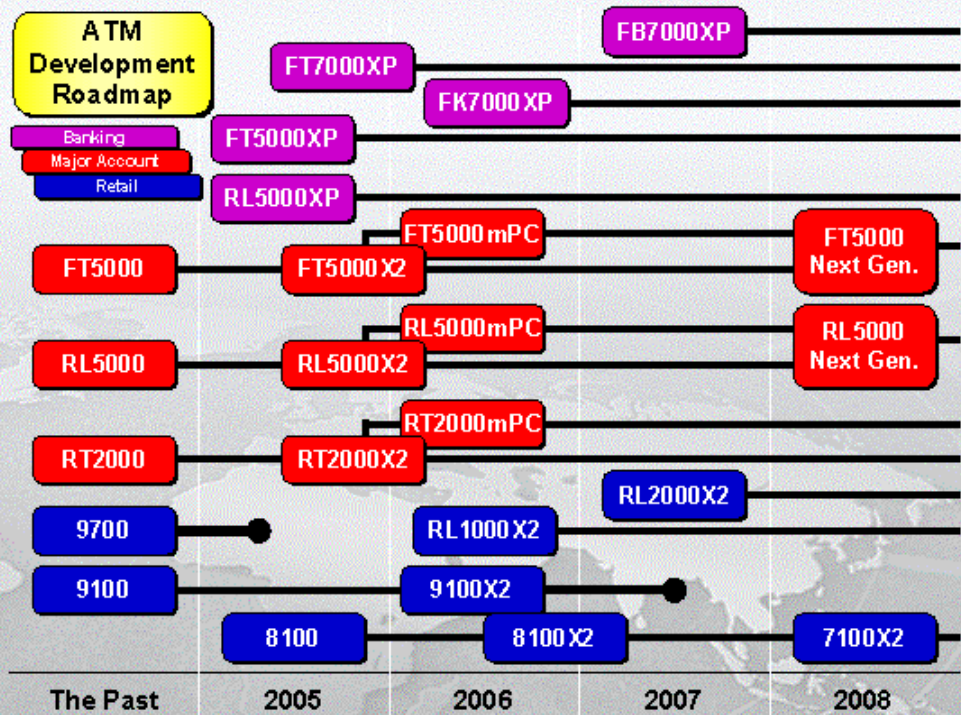 ATM
Development
Roadmap
Banking
Major Account
Retail
FB7000XP
FT7000XP
FK7000XP
FT5000XP
RL5000XP
FT5000mPC
FT5000
FT5000X2
FT5000
Next Gen.
RL5000mPC
RL5000
RL5000X2
RL5000
Next Gen.
RT2000mPC
RT2000
RT2000X2
RL2000X2
9700
RL1000X2
9100
9100X2
8100
8100X2
7100X2
The Past
2005
2006
2007
2008